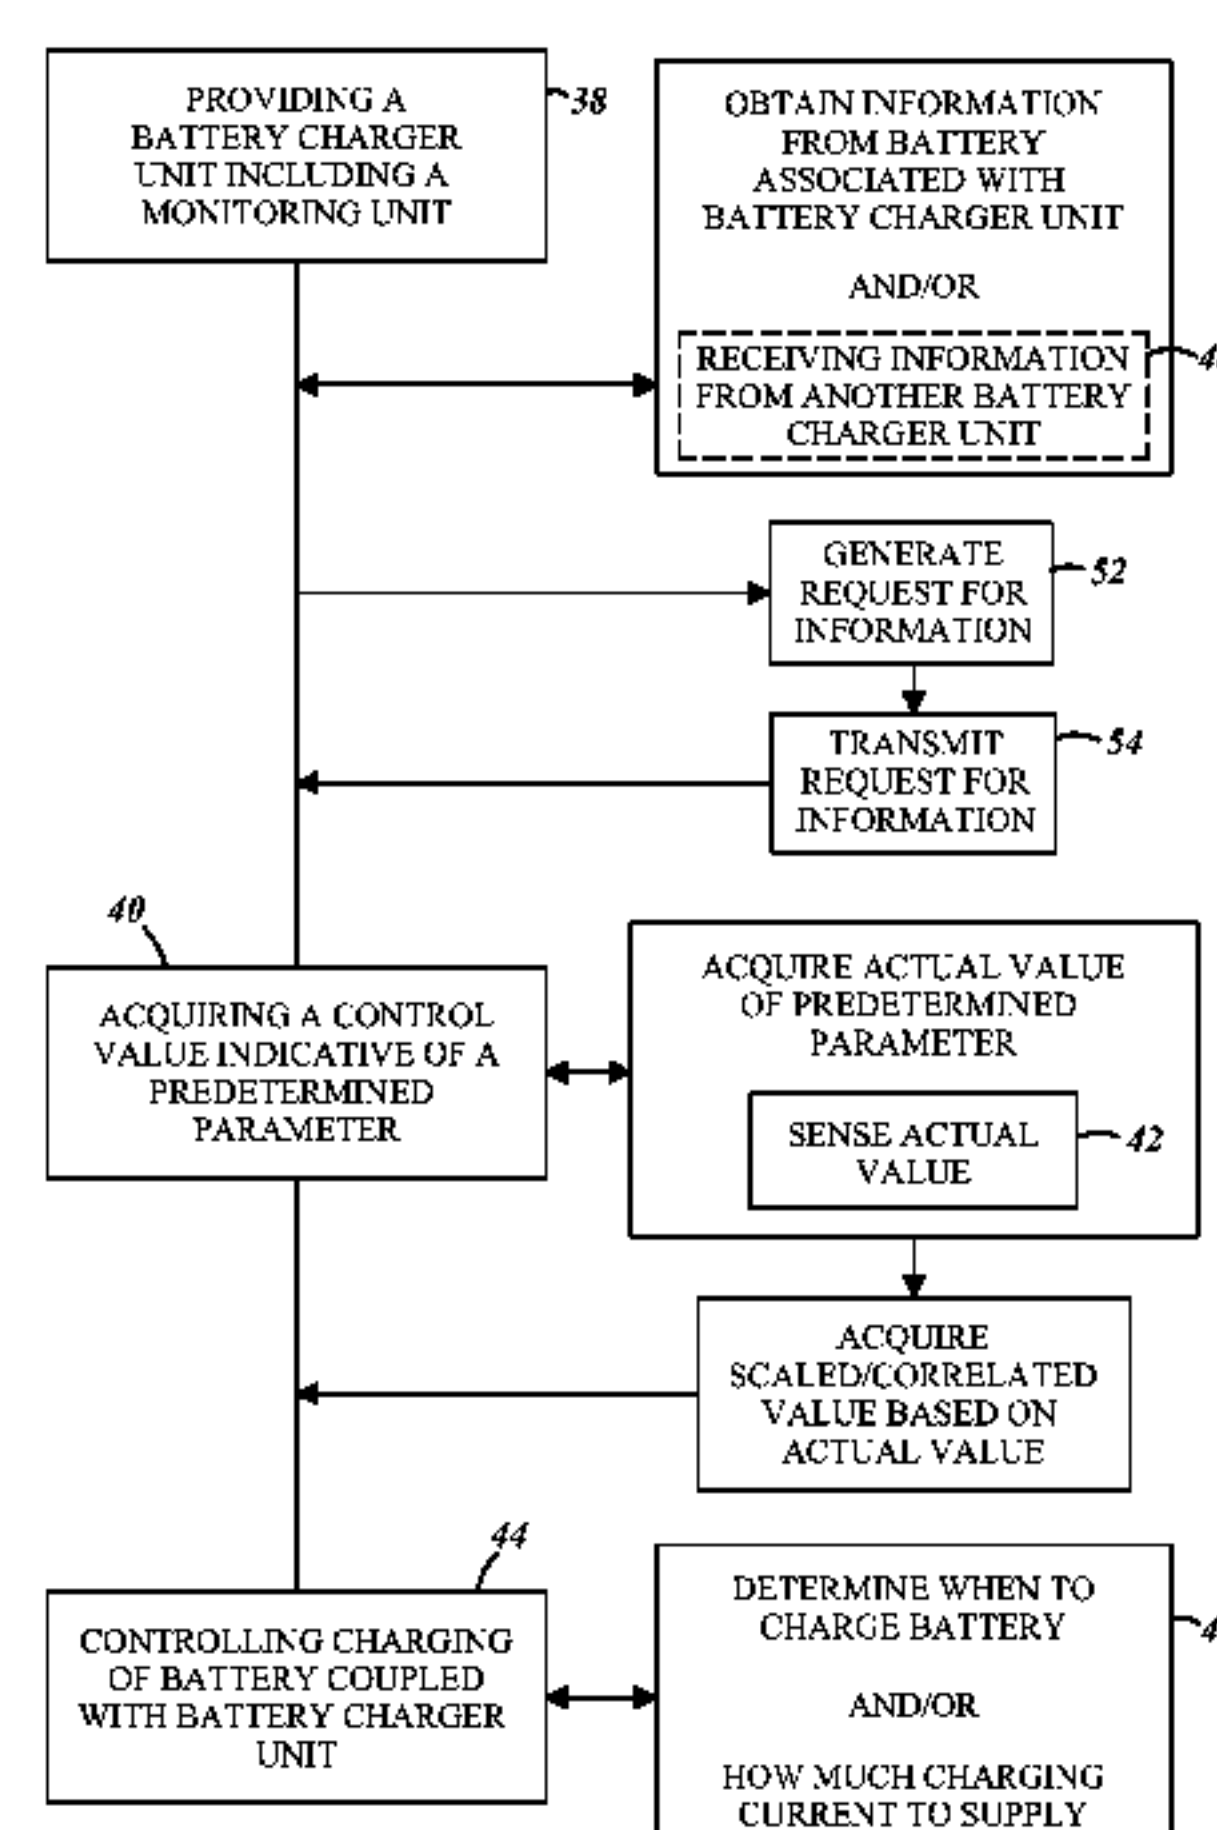 PROVIDING A
BATTERY CHARGER
UNIT INCLUDING A
MONITORING UNIT
38
OBTAIN INFORMATION
FROM BATTERY
ASSOCIATED WITH
BATTERY CHARGER UNIT
AND/OR
RECEIVING INFORMATION
FROM ANOTHER BATTERY
CHARGER UNIT
GENERATE
REQUEST FOR
INFORMATION
52
TRANSMIT
REQUEST FOR
INFORMATION
54
40
ACQUIRING A CONTROL
VALUE INDICATIVE OF A
PREDETERMINED
PARAMETER
ACQUIRE ACTUAL VALUE
OF PREDETERMINED
PARAMETER
SENSE ACTUAL
VALUE
42
ACQUIRE
SCALED/CORRELATED
VALUE BASED ON
ACTUAL VALUE
44
CONTROLLING CHARGING
OF BATTERY COUPLED
WITH BATTERY CHARGER
UNIT
DETERMINE WHEN TO
CHARGE BATTERY
AND/OR
HOW MUCH CHARGING
CURRENT TO SUPPLY